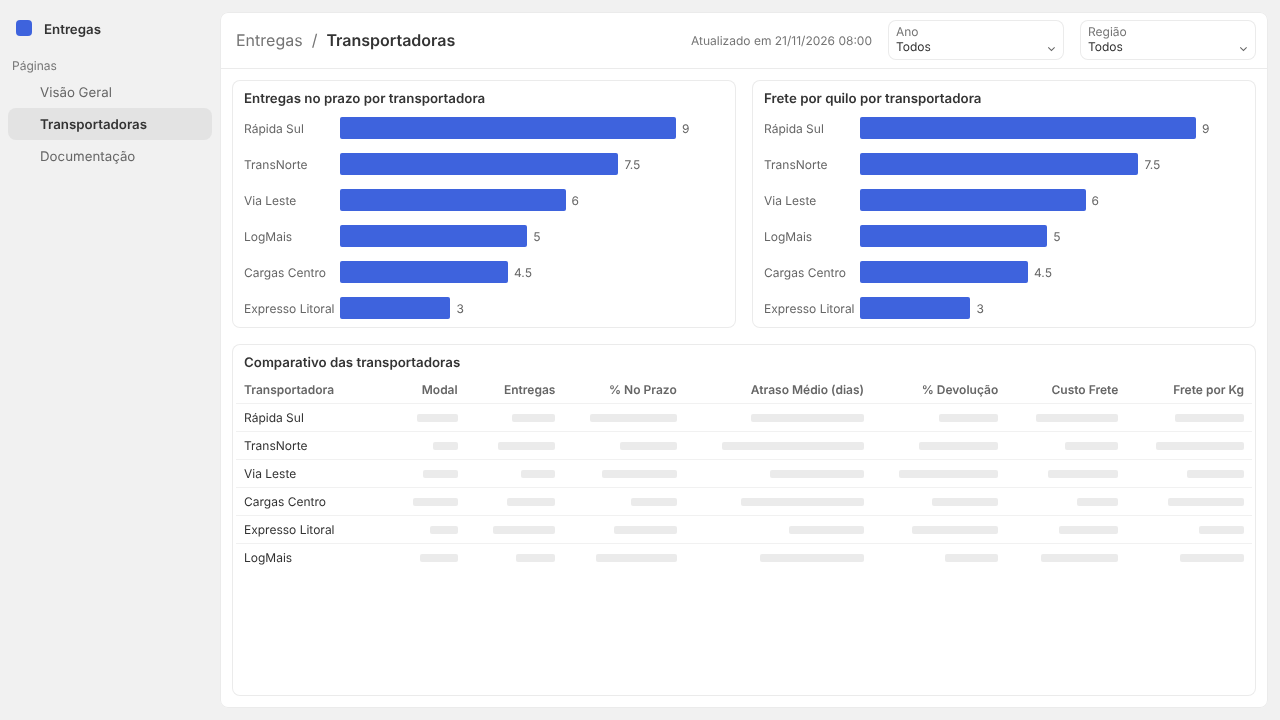 Entregas
Páginas
Visão Geral
Transportadoras
Documentação
Entregas / Transportadoras
Atualizado em 21/11/2026 08:00
Ano
Todos
Região
Todos
Entregas no prazo por transportadora
Rápida Sul 9
TransNorte 7.5
Via Leste 6
LogMais 5
Cargas Centro 4.5
Expresso Litoral 3
Frete por quilo por transportadora
Rápida Sul 9
TransNorte 7.5
Via Leste 6
LogMais 5
Cargas Centro 4.5
Expresso Litoral 3
Comparativo das transportadoras
Transportadora Modal Entregas % No Prazo Atraso Médio (dias) % Devolução Custo Frete Frete por Kg
Rápida Sul
TransNorte
Via Leste
Cargas Centro
Expresso Litoral
LogMais